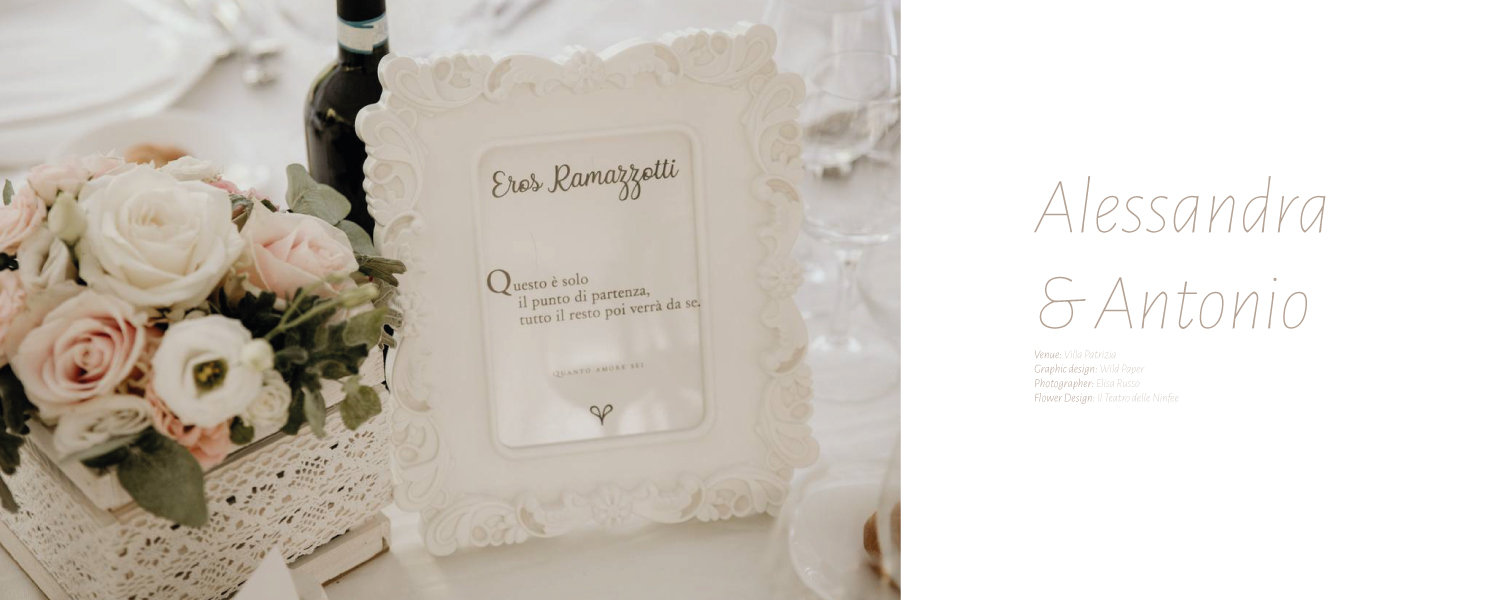 Eros Ramazzotti
Questo è solo
il punto di partenza,
tutto il resto poi verrà da se.
QUANTO AMORE SEI
Alessandra
& Antonio
Venue: Villa Patrizia
Graphic design: Wild Paper
Photographer: Elisa Russo
Flower Design: Il Teatro delle Ninfee